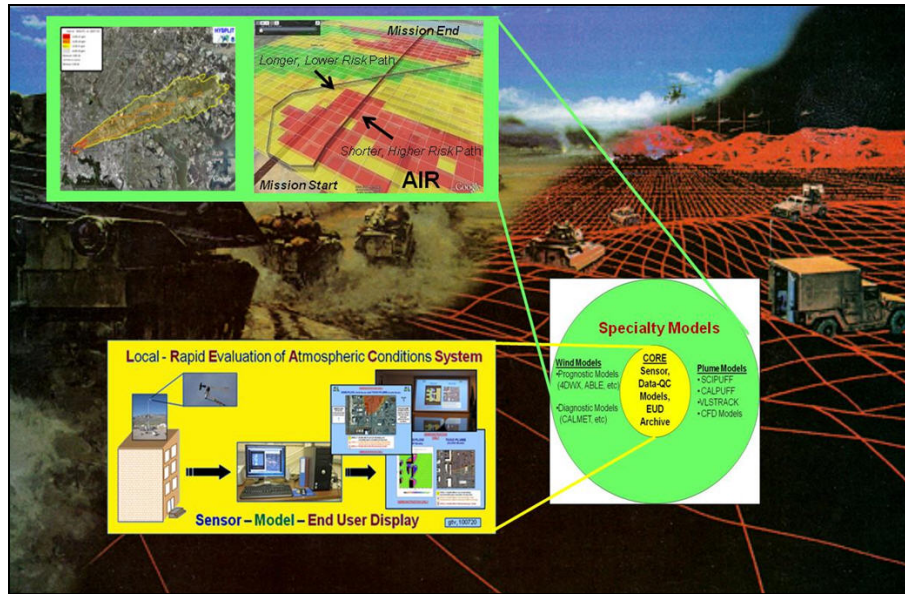 HYSPLIT
Mission End
Longer, Lower Risk Path
Shorter, Higher Risk Path
Mission Start
AIR
Google
Specialty Models
Wind Models
•Prognostic Models
(4DWX, ABLE, etc)
•Diagnostic Models
(CALMET, etc)
CORE
Sensor,
Data-QC
Models,
EUD
Archive
Plume Models
•SCIPUFF
•CALPUFF
•VLSTRACK
•CFD Models
Local - Rapid Evaluation of Atmospheric Conditions System
Sensor – Model – End User Display
gtv, 100720